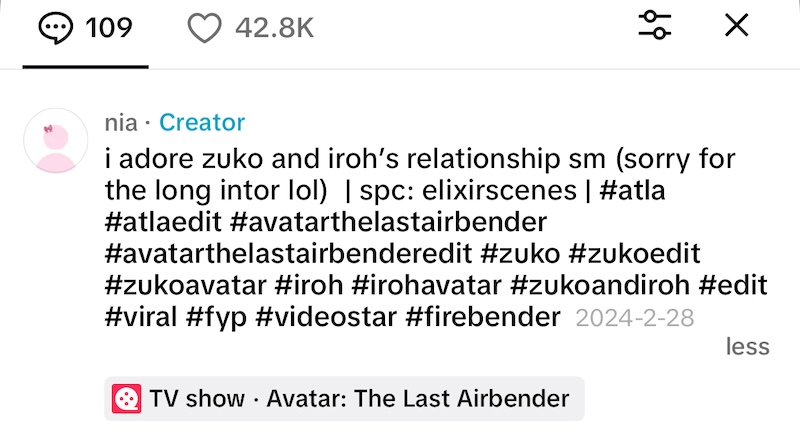 109 42.8K
nia · Creator
i adore zuko and iroh’s relationship sm (sorry for
the long intor lol)  | spc: elixirscenes | #atla
#atlaedit #avatarthelastairbender
#avatarthelastairbenderedit #zuko #zukoedit
#zukoavatar #iroh #irohavatar #zukoandiroh #edit
#viral #fyp #videostar #firebender 2024-2-28
less
TV show · Avatar: The Last Airbender